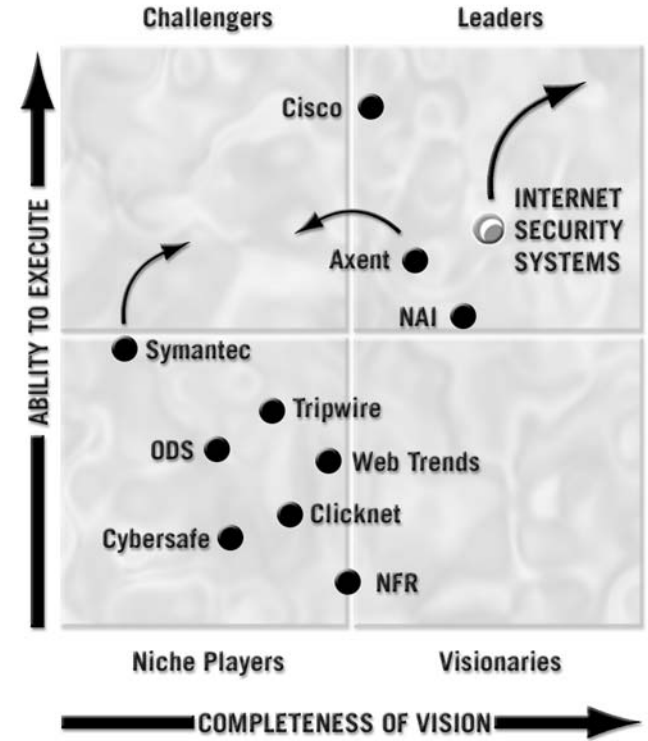 Challengers
Leaders
Cisco
INTERNET
SECURITY
SYSTEMS
Axent
NAI
ABILITY TO EXECUTE
Symantec
Tripwire
ODS
Web Trends
Clicknet
Cybersafe
NFR
Niche Players
Visionaries
COMPLETENESS OF VISION